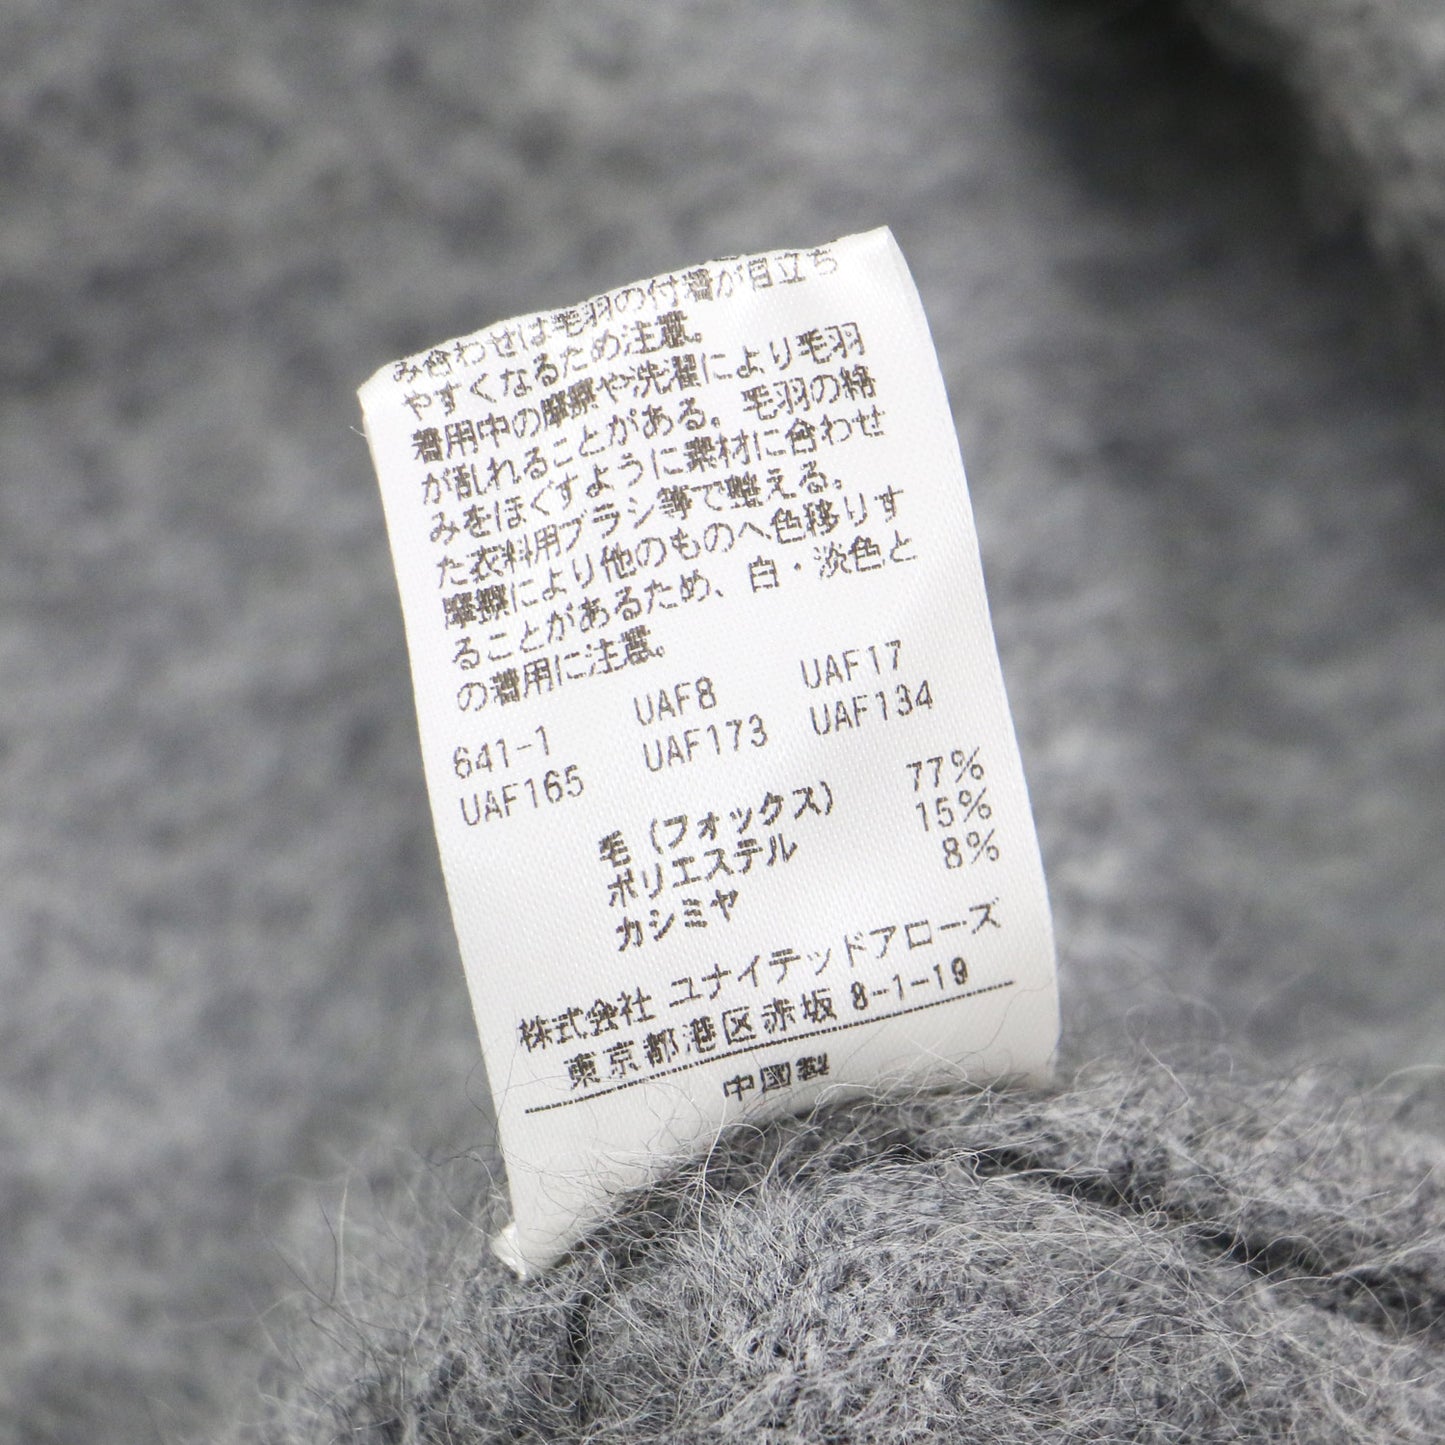 み合わせは毛羽の付着が目立ち
やすくなるため注意。
着用中の摩擦や洗濯により毛羽
が乱れることがある。毛羽の絡
みをほぐすように素材に合わせ
た衣料用ブラシ等で整える。
摩擦により他のものへ色移りす
ることがあるため、白・淡色と
の着用に注意。
641-1 UAF8 UAF17
UAF165 UAF173 UAF134
毛(フォックス) 77%
ポリエステル 15%
カシミヤ 8%
株式会社 ユナイテッドアローズ
東京都港区赤坂 8-1-19
中国製